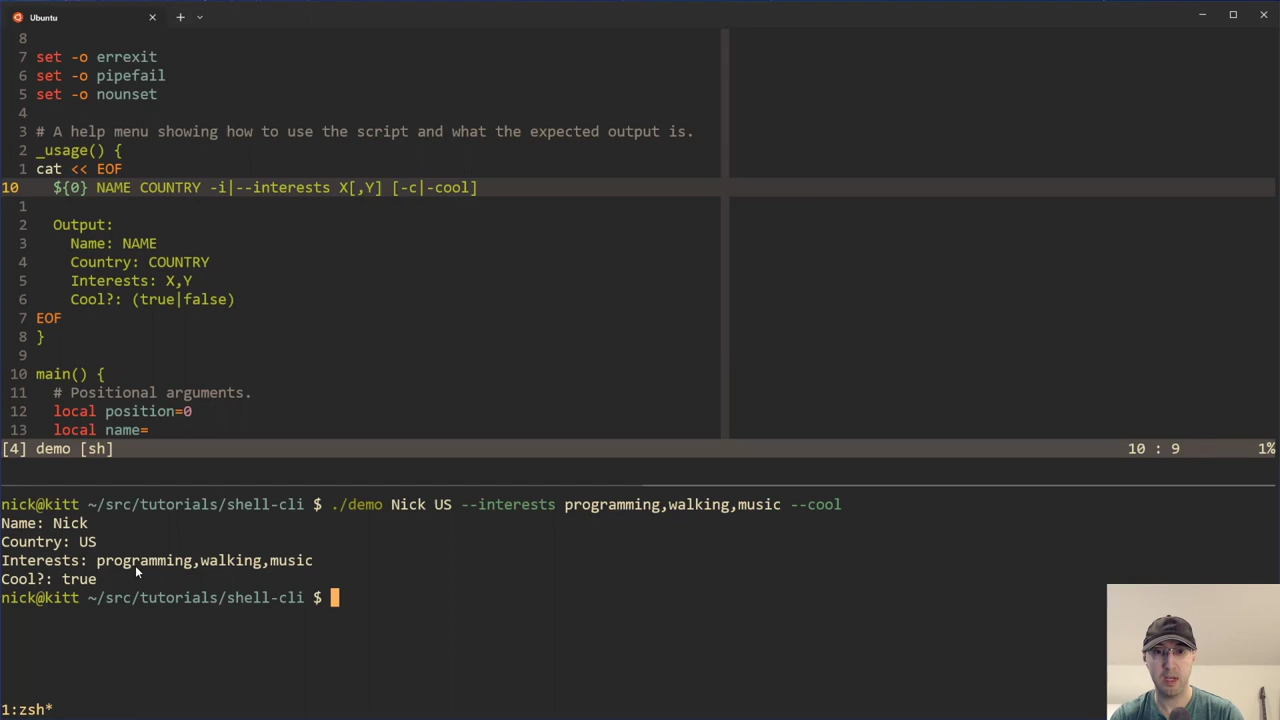 Ubuntu
8
7 set -o errexit
6 set -o pipefail
5 set -o nounset
4
3 # A help menu showing how to use the script and what the expected output is.
2 _usage() {
1 cat << EOF
10 ${0} NAME COUNTRY -i|--interests X[,Y] [-c|-cool]
1
2 Output:
3 Name: NAME
4 Country: COUNTRY
5 Interests: X,Y
6 Cool?: (true|false)
7 EOF
8 }
9
10 main() {
11 # Positional arguments.
12 local position=0
13 local name=
[4] demo [sh] 10 : 9 1%
nick@kitt ~/src/tutorials/shell-cli $ ./demo Nick US --interests programming,walking,music --cool
Name: Nick
Country: US
Interests: programming,walking,music
Cool?: true
nick@kitt ~/src/tutorials/shell-cli $
1:zsh*